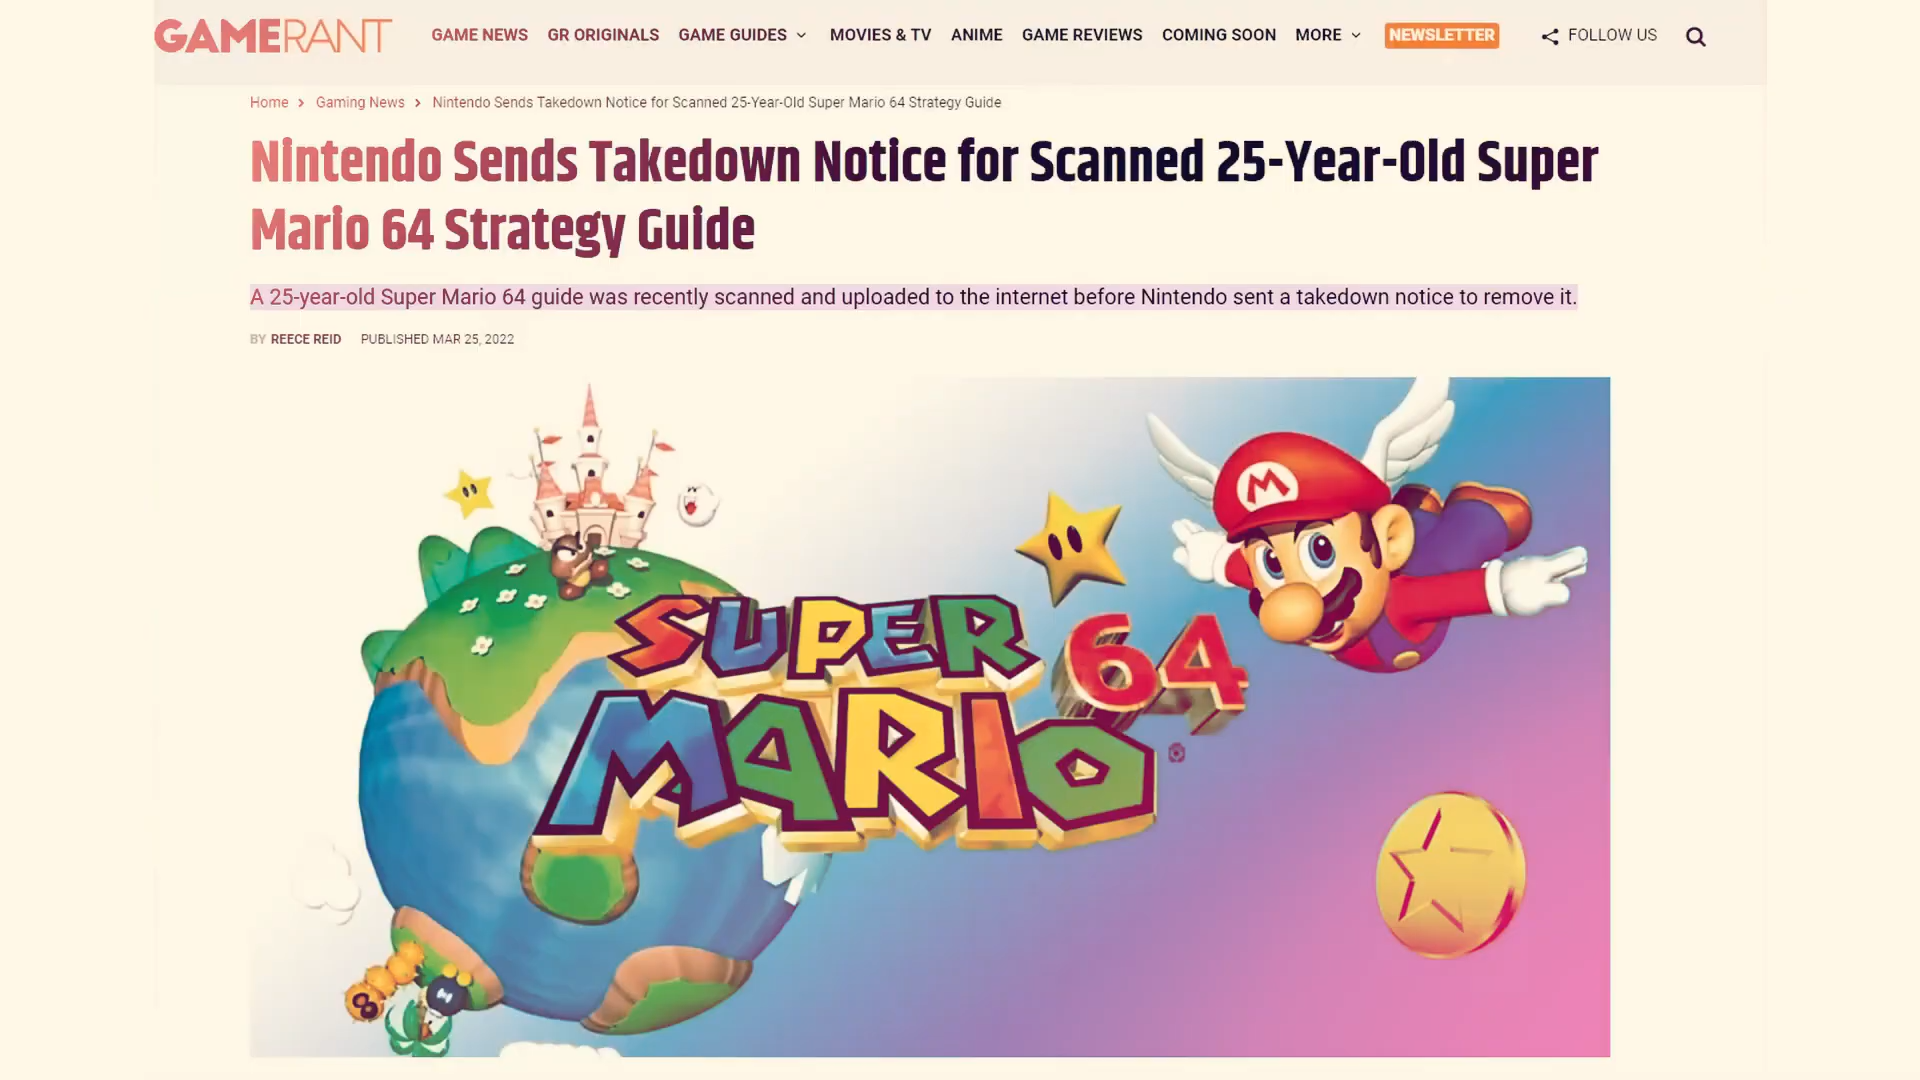 GAMERANT
GAME NEWS GR ORIGINALS GAME GUIDES MOVIES & TV ANIME GAME REVIEWS COMING SOON MORE NEWSLETTER FOLLOW US
Home > Gaming News > Nintendo Sends Takedown Notice for Scanned 25-Year-Old Super Mario 64 Strategy Guide
Nintendo Sends Takedown Notice for Scanned 25-Year-Old Super
Mario 64 Strategy Guide
A 25-year-old Super Mario 64 guide was recently scanned and uploaded to the internet before Nintendo sent a takedown notice to remove it.
BY REECE REID PUBLISHED MAR 25, 2022
M
SUPER
MARIO
64
8